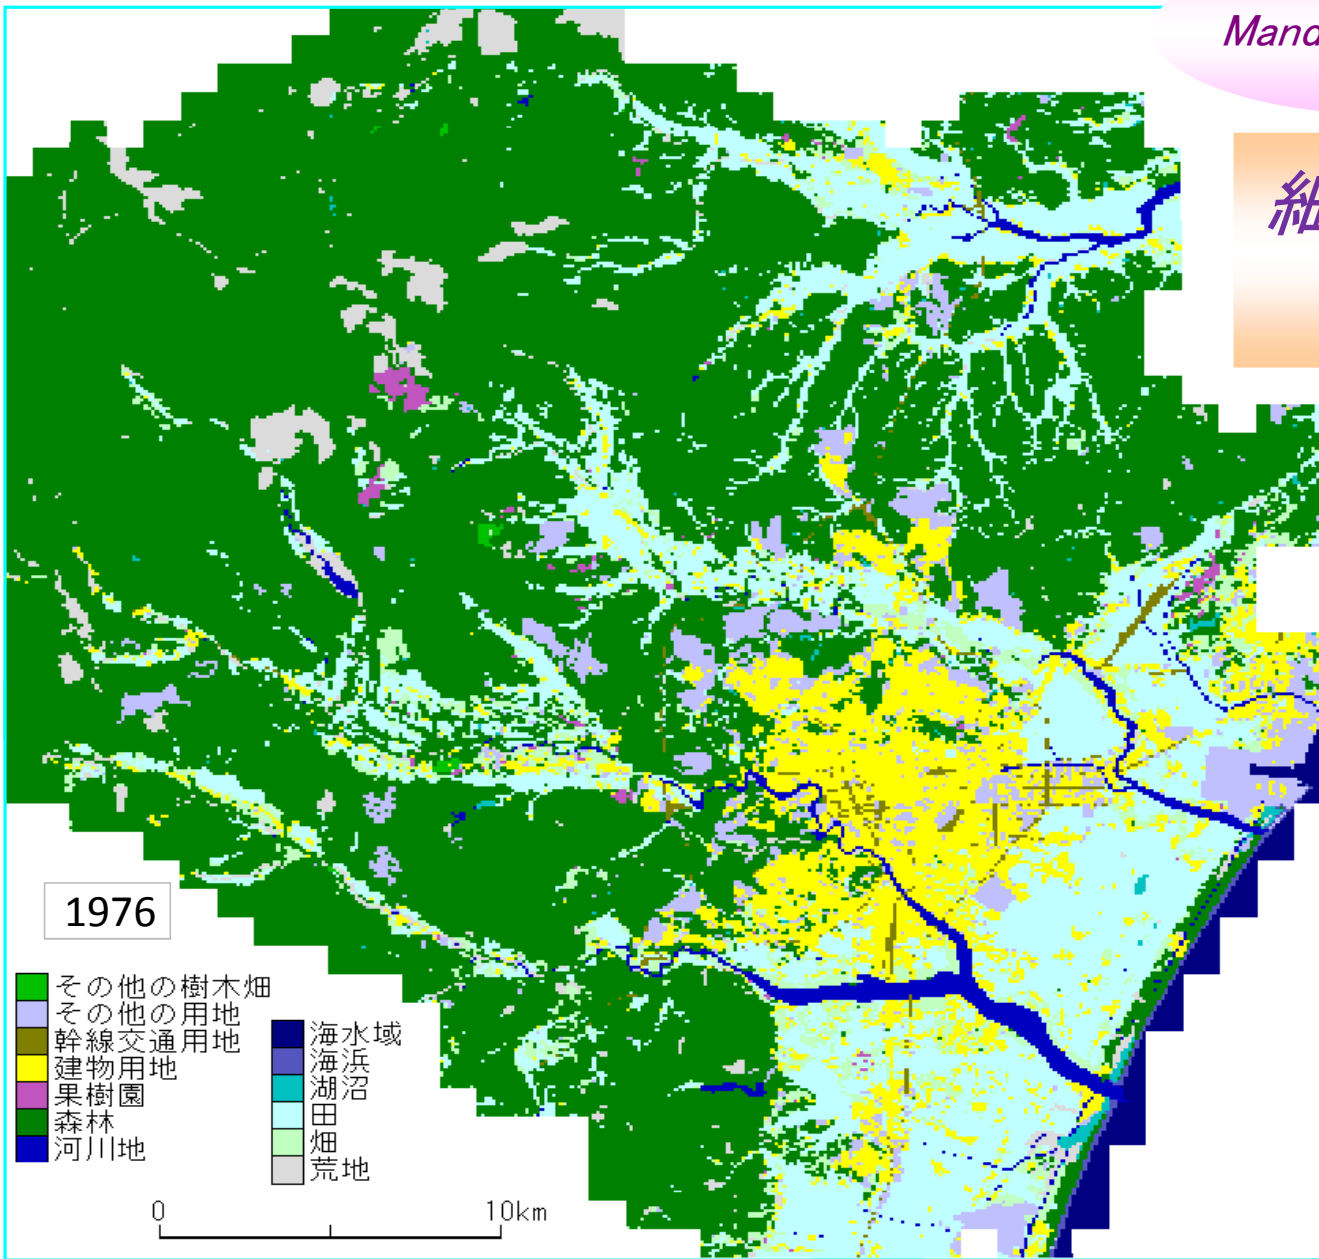 Mand
1976
その他の樹木畑
その他の用地
幹線交通用地
建物用地
果樹園
森林
河川地
海水域
海浜
湖沼
田
畑
荒地
0 10km